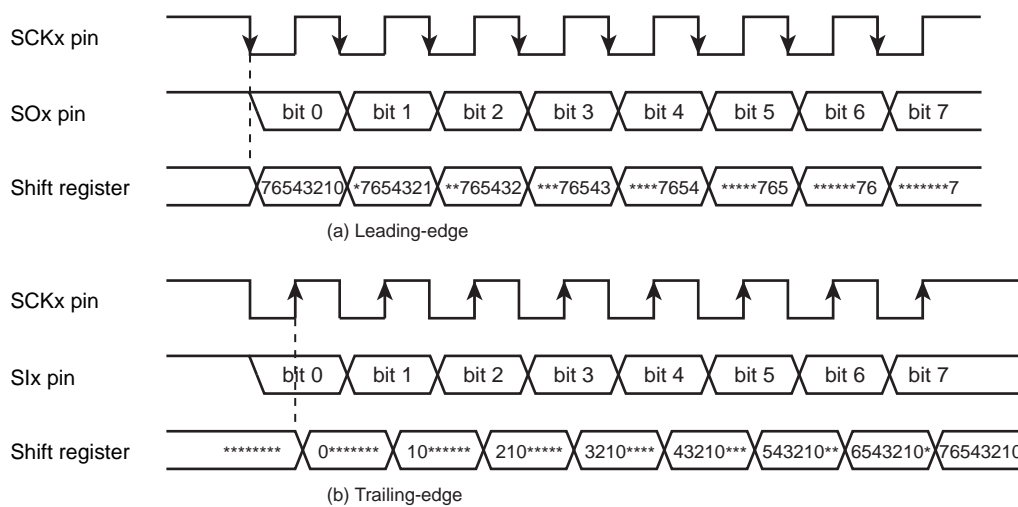 SCKx pin
SOx pin bit 0 bit 1 bit 2 bit 3 bit 4 bit 5 bit 6 bit 7
Shift register 76543210 *7654321 **765432 ***76543 ****7654 *****765 ******76 *******7
(a) Leading-edge
SCKx pin
SIx pin bit 0 bit 1 bit 2 bit 3 bit 4 bit 5 bit 6 bit 7
Shift register ******** 0******* 10****** 210***** 3210**** 43210*** 543210** 6543210* 76543210
(b) Trailing-edge